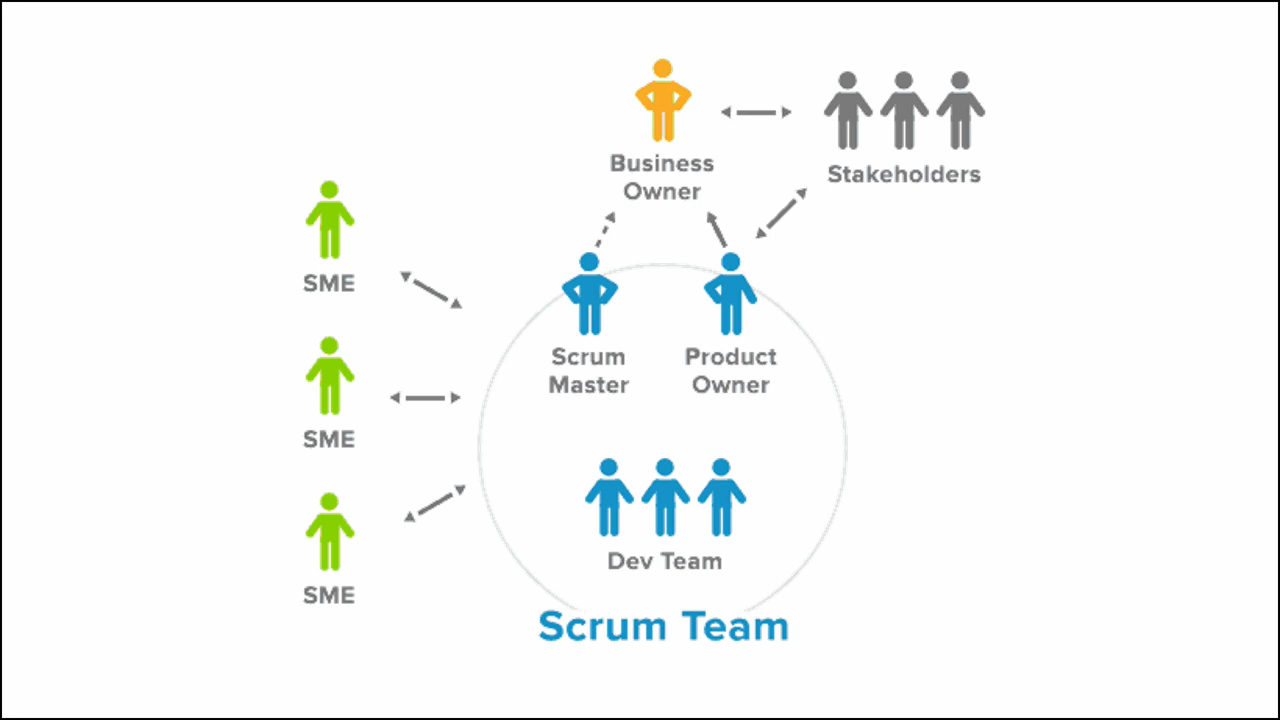 Business
Owner
Stakeholders
SME
Scrum
Master
Product
Owner
SME
Dev Team
SME
Scrum Team